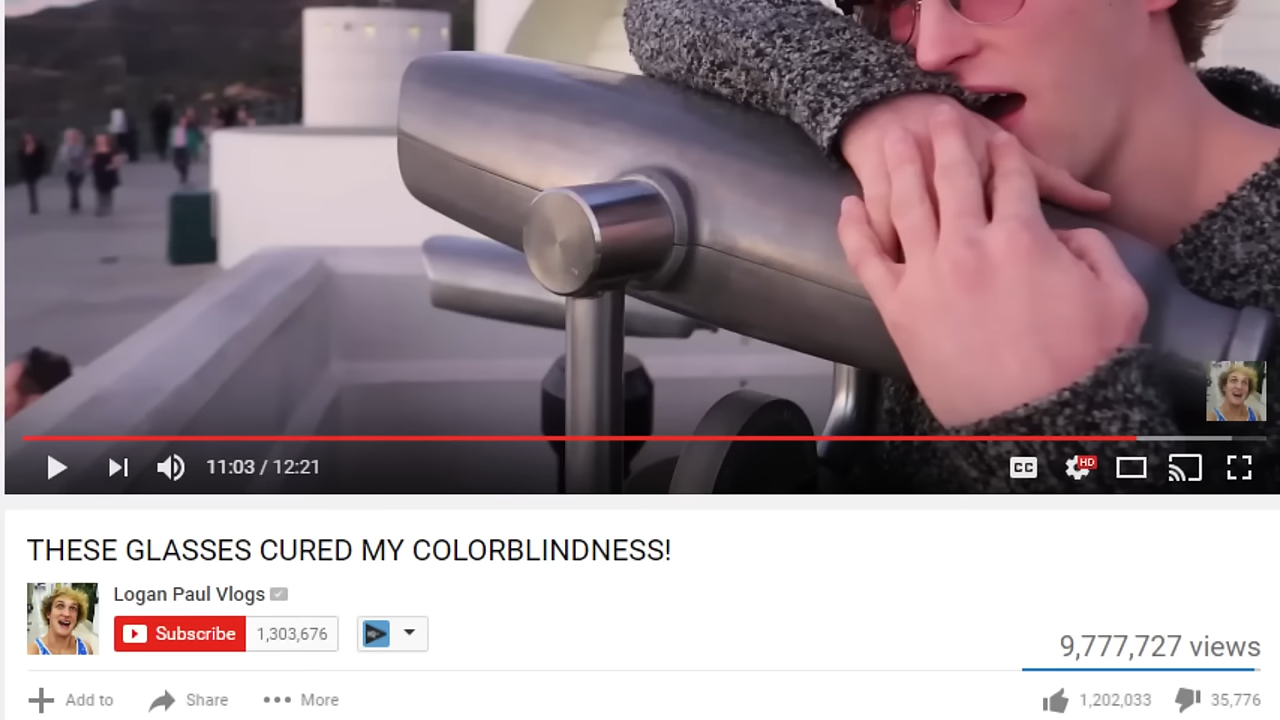 11:03 / 12:21
CC
HD
THESE GLASSES CURED MY COLORBLINDNESS!
Logan Paul Vlogs
Subscribe 1,303,676
9,777,727 views
Add to Share More 1,202,033 35,776